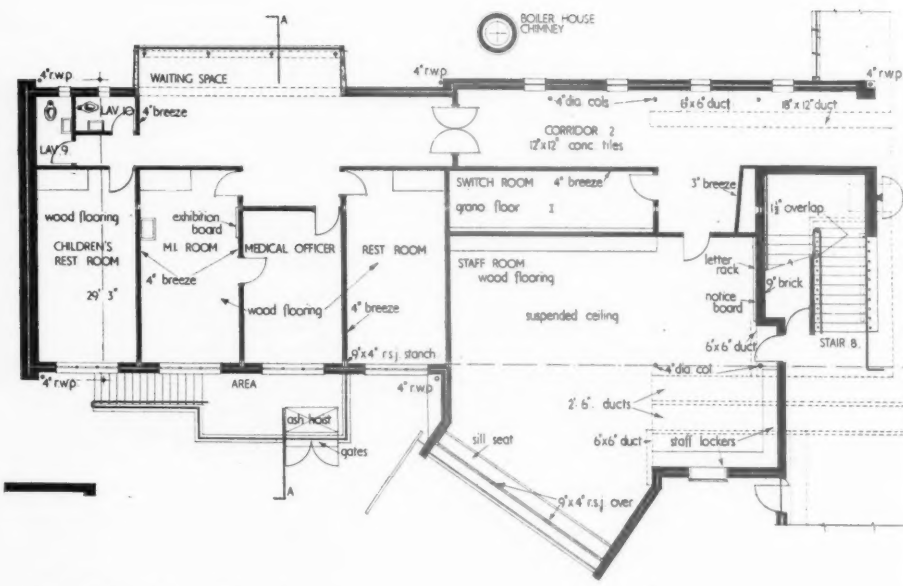 A
BOILER HOUSE
CHIMNEY
WAITING SPACE
4" r.w.p
4" r.w.p
4" r.w.p
LAV. 10
4" breeze
LAV. 9
4" dia. cols
6"x 6" duct
18"x 12" duct
CORRIDOR 2
12"x12" conc. tiles
SWITCH ROOM
4" breeze
grano floor
3" breeze
overlap
wood flooring
CHILDREN'S
REST ROOM
29' 3"
exhibition
board
M.I. ROOM
4" breeze
MEDICAL OFFICER
wood flooring
REST ROOM
4" breeze
9"x 4" r.s.j. stanch
STAFF ROOM
wood flooring
suspended ceiling
letter
rack
9" brick
notice
board
6"x 6" duct
STAIR 8.
4" dia. col
4" r.w.p.
AREA
4" r.w.p
ash hoist
gates
2'. 6". ducts
6"x6" duct
staff lockers
sill seat
9"x 4" r.s.j. over
A